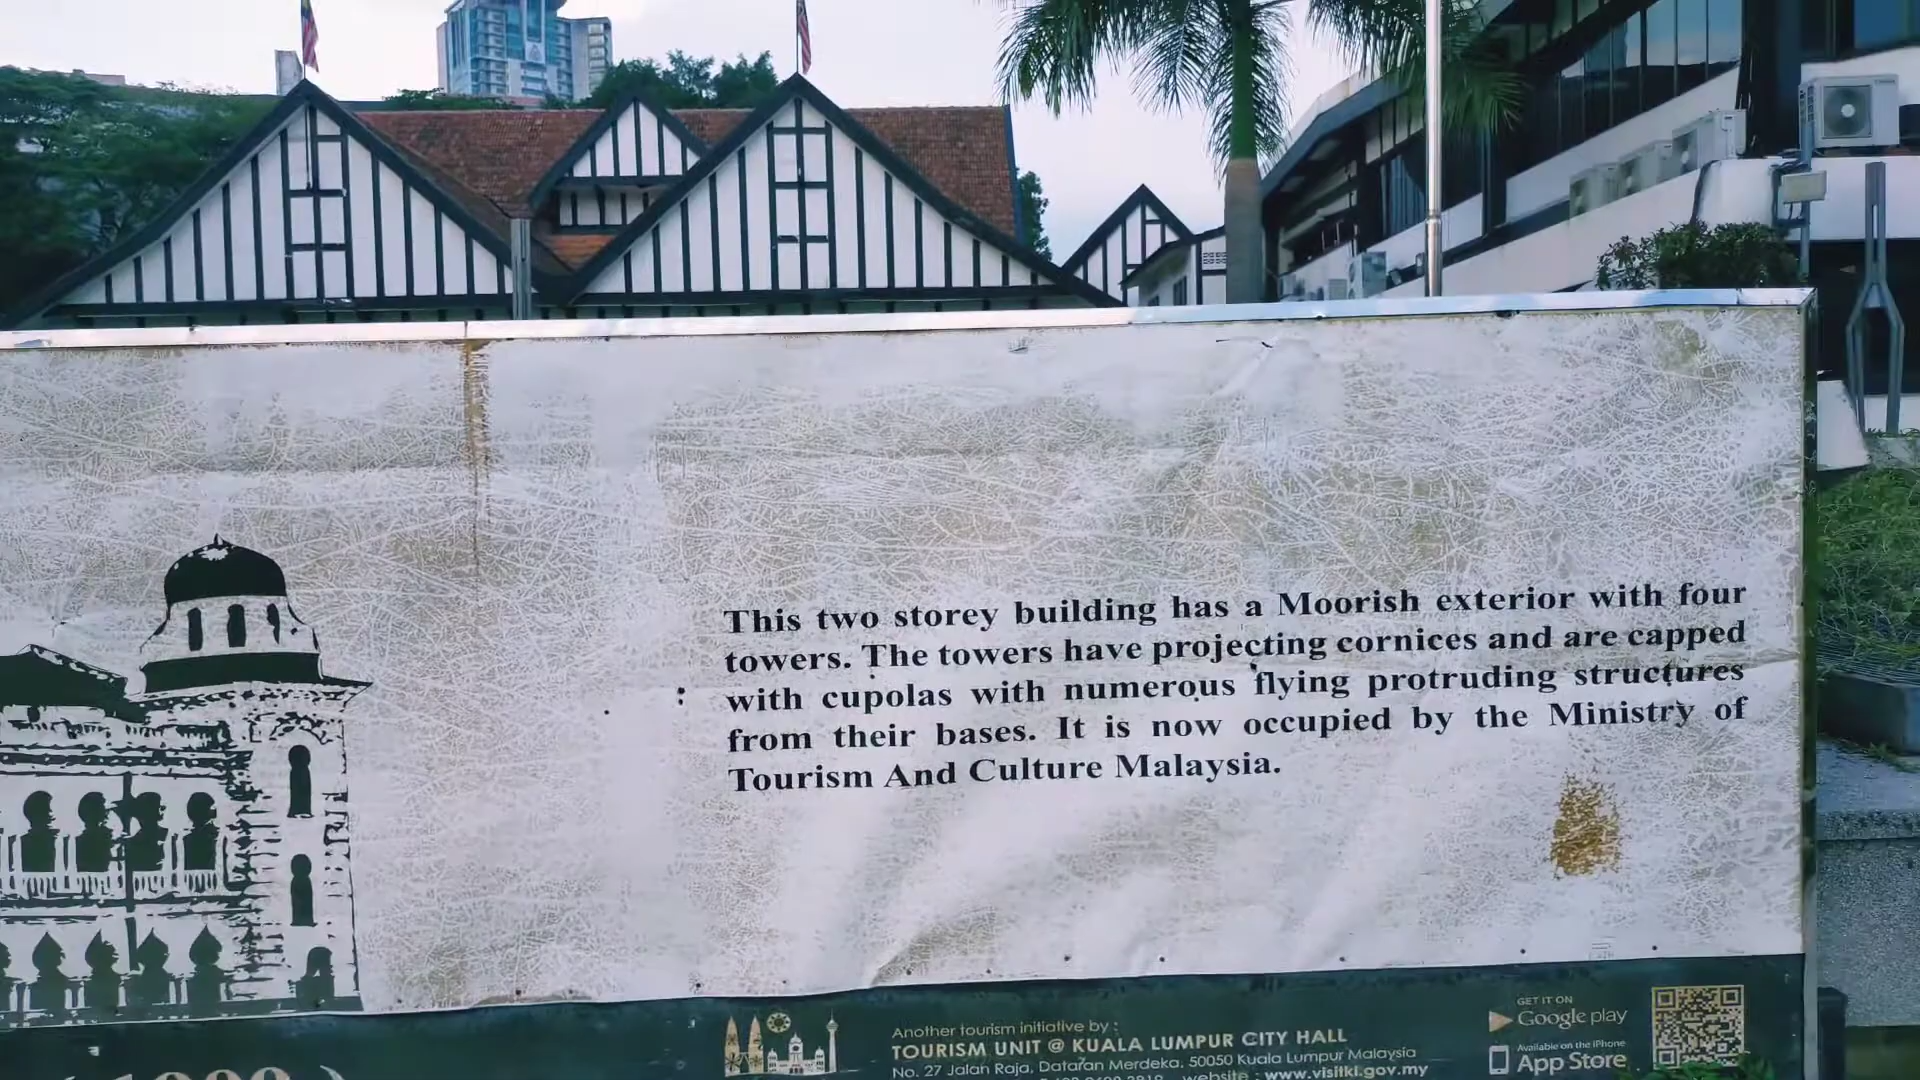 This two storey building has a Moorish exterior with four
towers. The towers have projecting cornices and are capped
with cupolas with numerous flying protruding structures
from their bases. It is now occupied by the Ministry of
Tourism And Culture Malaysia.
Another tourism initiative by :
TOURISM UNIT @ KUALA LUMPUR CITY HALL
No. 27 Jalan Raja, Dataran Merdeka, 50050 Kuala Lumpur Malaysia
website : www.visitkl.gov.my
GET IT ON
Google play
Available on the iPhone
App Store